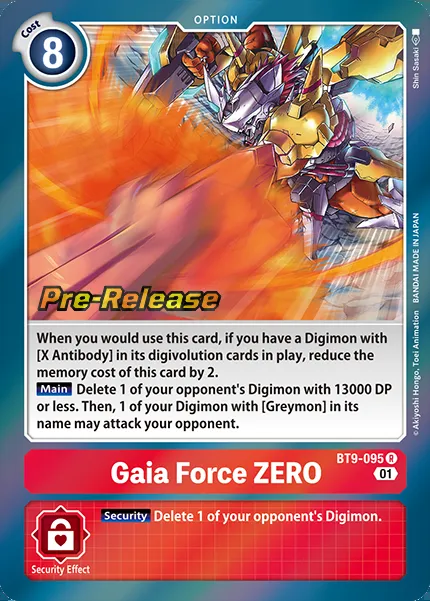 OPTION
Cost
8
Shin Sasaki
©Akiyoshi Hongo, Toei Animation BANDAI MADE IN JAPAN
Pre-Release
When you would use this card, if you have a Digimon with
[X Antibody] in its digivolution cards in play, reduce the
memory cost of this card by 2.
Main Delete 1 of your opponent's Digimon with 13000 DP
or less. Then, 1 of your Digimon with [Greymon] in its
name may attack your opponent.
BT9-095 R
Gaia Force ZERO
01
Security Delete 1 of your opponent's Digimon.
Security Effect